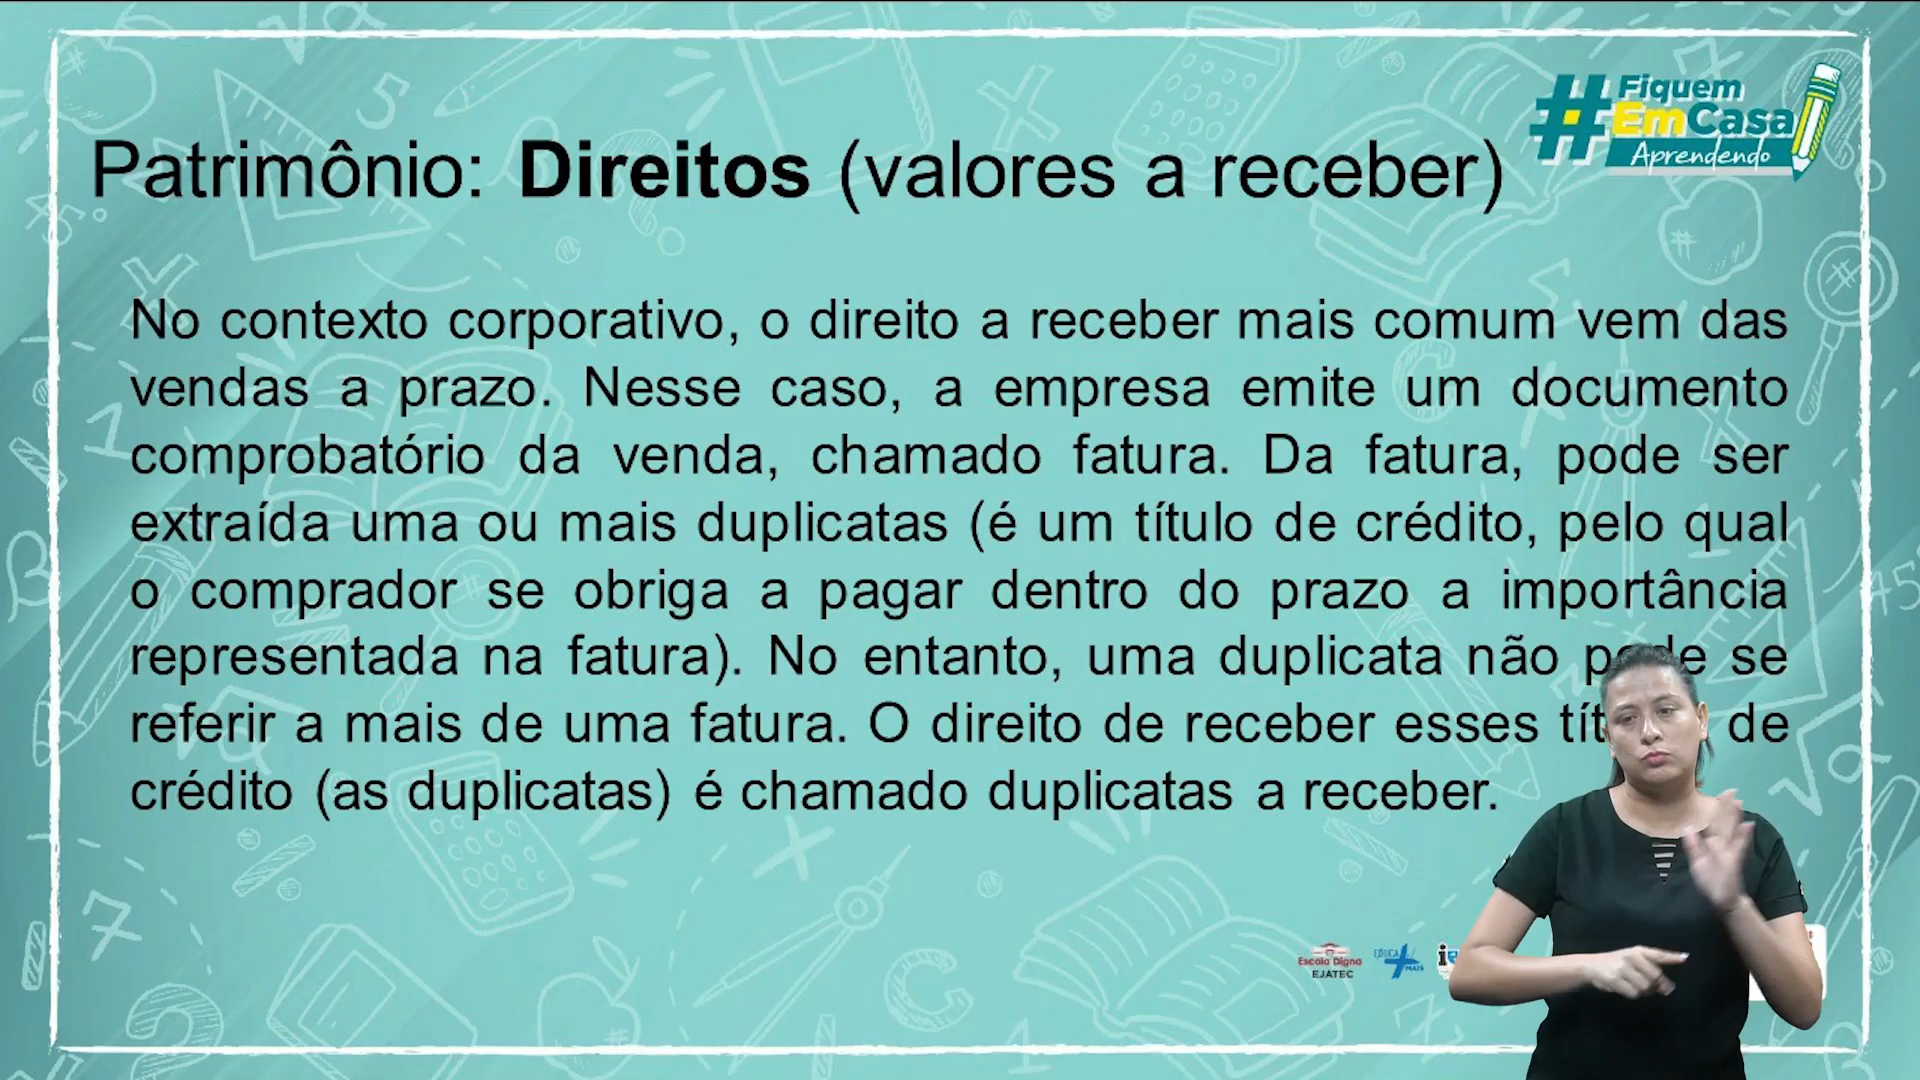 Patrimônio: Direitos (valores a receber)
#Fiquem
EmCasa
Aprendendo
No contexto corporativo, o direito a receber mais comum vem das
vendas a prazo. Nesse caso, a empresa emite um documento
comprobatório da venda, chamado fatura. Da fatura, pode ser
extraída uma ou mais duplicatas (é um título de crédito, pelo qual
o comprador se obriga a pagar dentro do prazo a importância
representada na fatura). No entanto, uma duplicata não pode se
referir a mais de uma fatura. O direito de receber esses de
crédito (as duplicatas) é chamado duplicatas a receber.
Escola Digna
EJATEC
EDUCA
MAIS